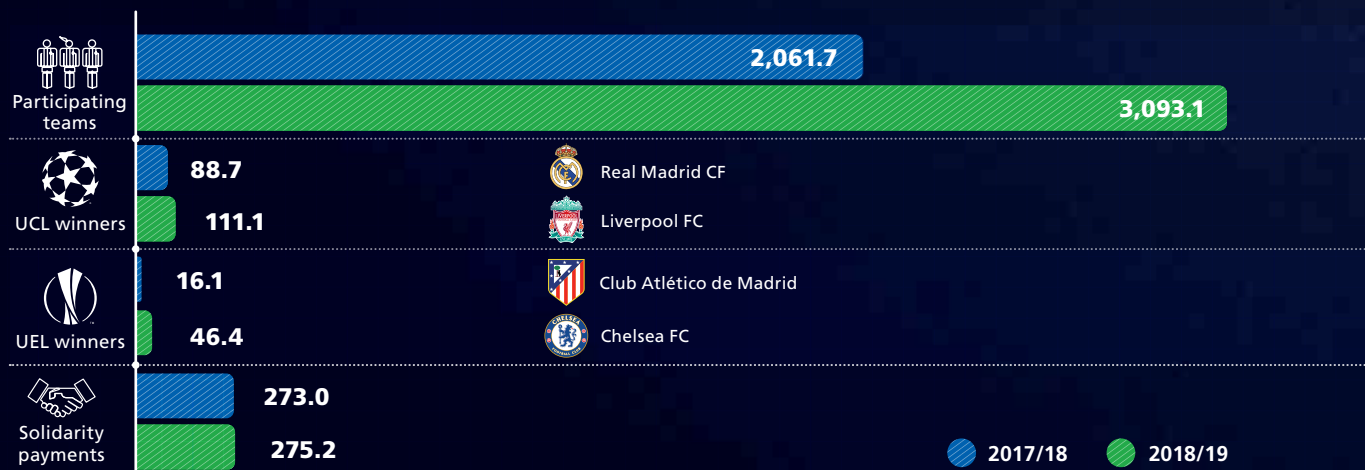 2,061.7
3,093.1
Participating
teams
88.7
Real Madrid CF
UCL winners
111.1
Liverpool FC
16.1
Club Atlético de Madrid
UEL winners
46.4
Chelsea FC
273.0
Solidarity
payments
275.2
2017/18
2018/19